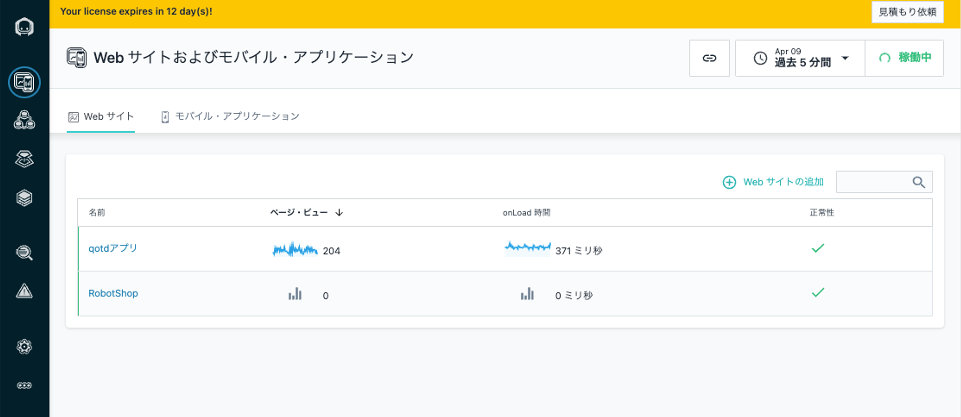 Your license expires in 12 day(s)!
見積もり依頼
Web サイトおよびモバイル・アプリケーション
Apr 09
過去 5 分間
稼働中
Web サイト
モバイル・アプリケーション
Web サイトの追加
名前
ページ・ビュー
onLoad 時間
正常性
qotdアプリ
204
371 ミリ秒
RobotShop
0
0 ミリ秒